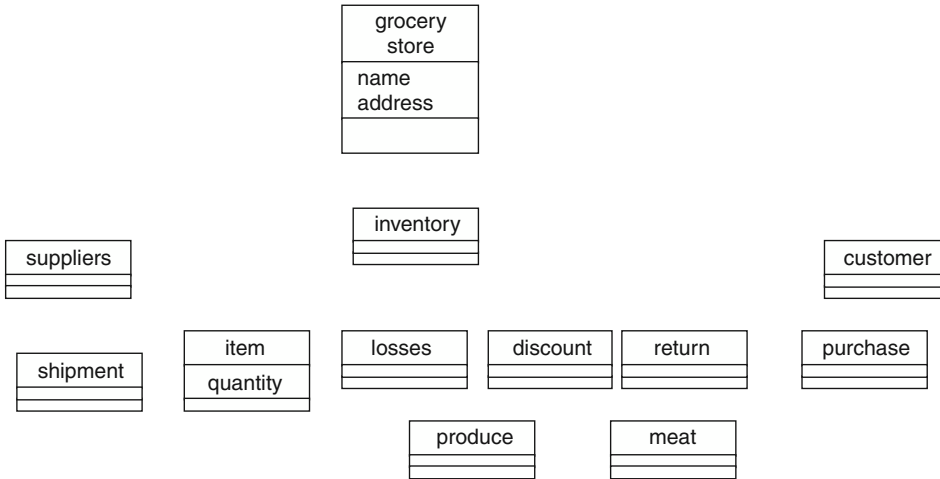 grocery
store
name
address
inventory
suppliers
customer
item
losses
discount
return
purchase
shipment
quantity
produce
meat